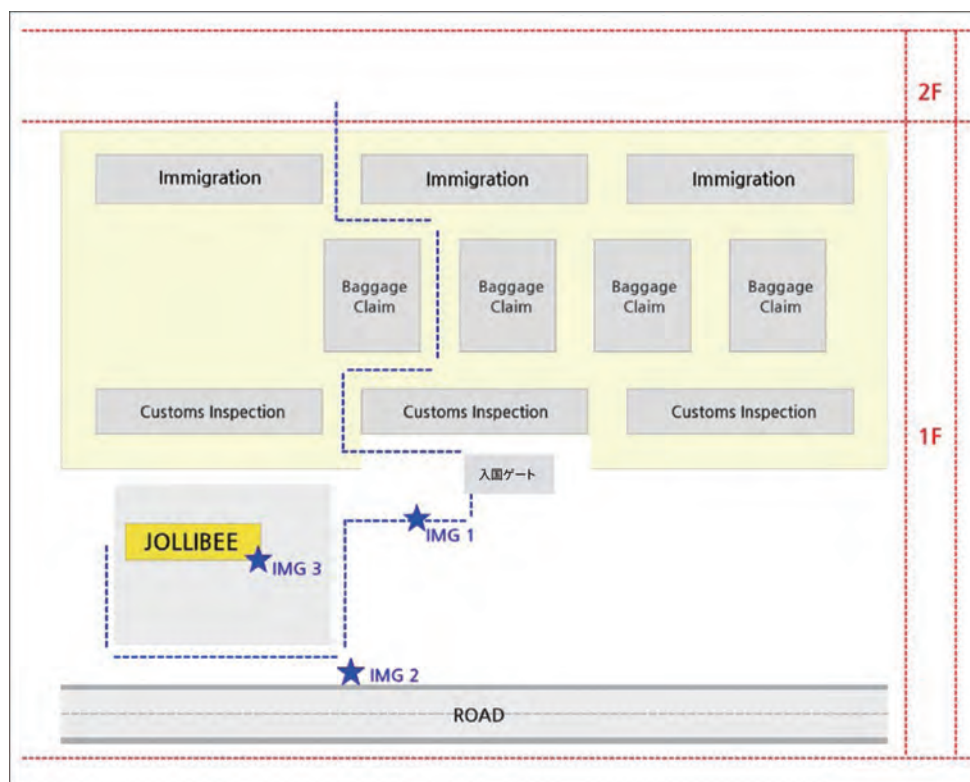 2F
Immigration
Immigration
Immigration
Baggage
Claim
Baggage
Claim
Baggage
Claim
Baggage
Claim
Customs Inspection
Customs Inspection
Customs Inspection
1F
入国ゲート
IMG 1
JOLLIBEE
IMG 3
IMG 2
ROAD